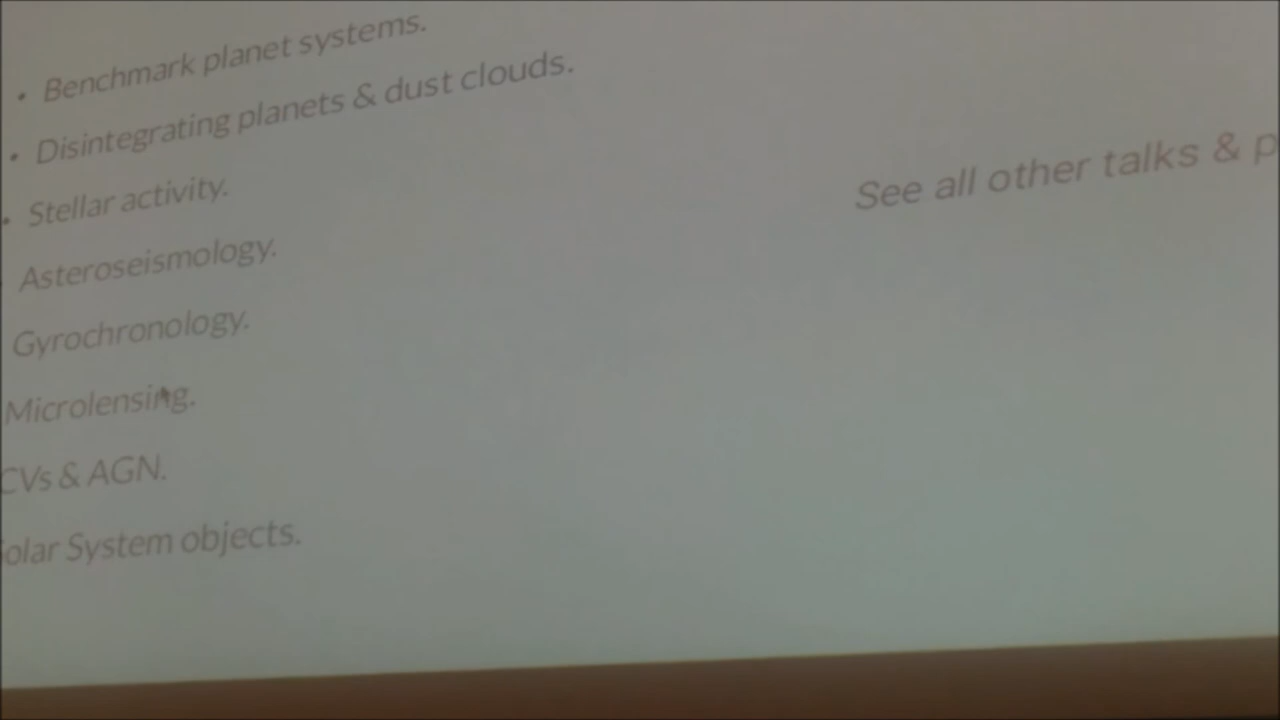 • Benchmark planet systems.
• Disintegrating planets & dust clouds.
• Stellar activity.
Asteroseismology.
Gyrochronology.
Microlensing.
CVs & AGN.
Solar System objects.
See all other talks &